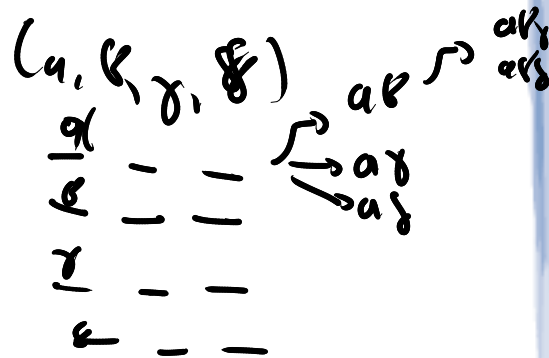 (α, β, γ, δ)
α _ _ → αβ → αβγ
αβδ
β _ _ → αγ
→ αδ
γ _ _
δ _ _